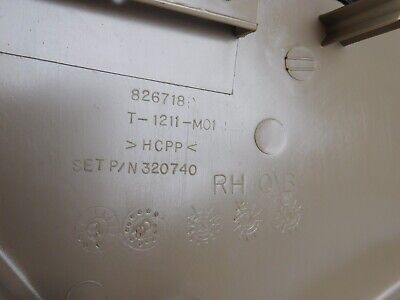 826718
T-1211-M01
>HCPP<
SET P/N 320740
RH